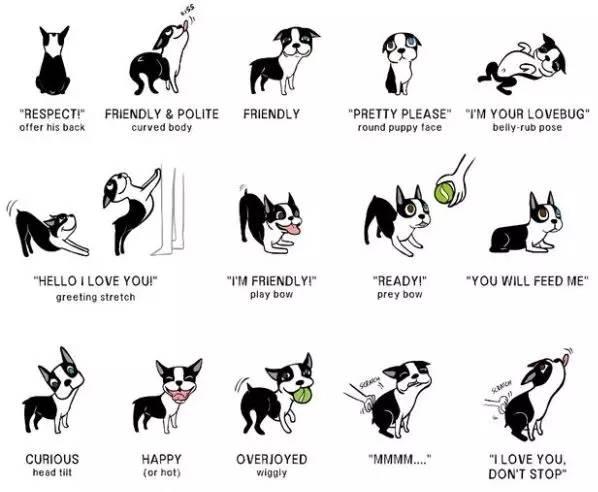 KISS
"RESPECT!"
offer his back
FRIENDLY & POLITE
curved body
FRIENDLY
"PRETTY PLEASE"
round puppy face
"I'M YOUR LOVEBUG"
belly-rub pose
"HELLO I LOVE YOU!"
greeting stretch
"I'M FRIENDLY!"
play bow
"READY!"
prey bow
"YOU WILL FEED ME"
CURIOUS
head tilt
HAPPY
(or hot)
OVERJOYED
wiggly
SCRATCH
"MMMM...."
SCRATCH
"I LOVE YOU,
DON'T STOP"